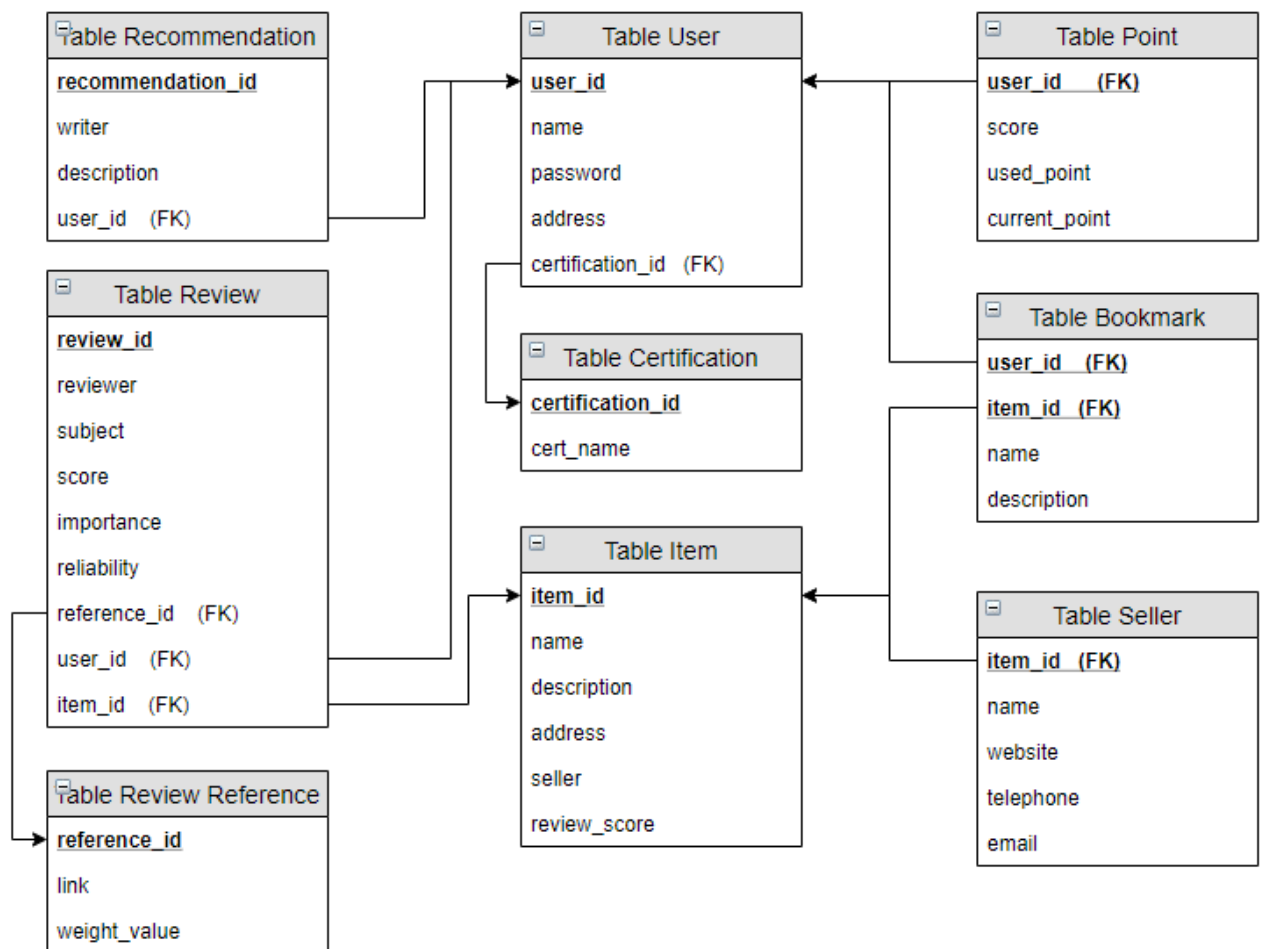 Table Recommendation
recommendation_id
writer
description
user_id (FK)
Table Review
review_id
reviewer
subject
score
importance
reliability
reference_id (FK)
user_id (FK)
item_id (FK)
Table Review Reference
reference_id
link
weight_value
Table User
user_id
name
password
address
certification_id (FK)
Table Certification
certification_id
cert_name
Table Item
item_id
name
description
address
seller
review_score
Table Point
user_id (FK)
score
used_point
current_point
Table Bookmark
user_id (FK)
item_id (FK)
name
description
Table Seller
item_id (FK)
name
website
telephone
email